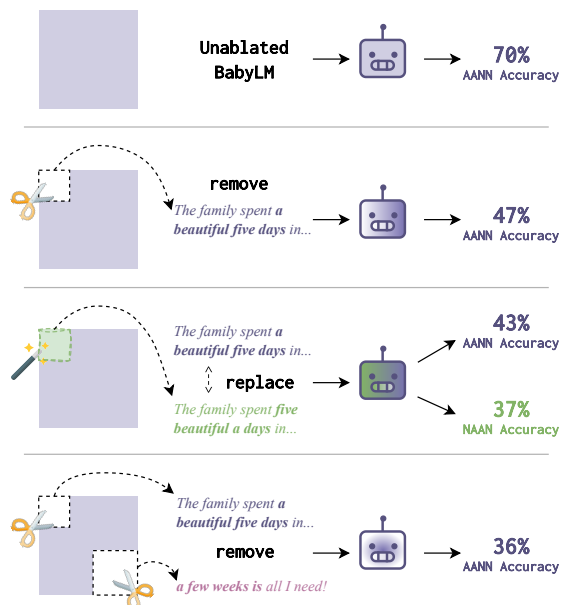 Unablated
BabyLM
70%
AANN Accuracy
remove
The family spent a
beautiful five days in...
47%
AANN Accuracy
The family spent a
beautiful five days in...
replace
The family spent five
beautiful a days in...
43%
AANN Accuracy
37%
NAAN Accuracy
The family spent a
beautiful five days in...
remove
a few weeks is all I need!
36%
AANN Accuracy